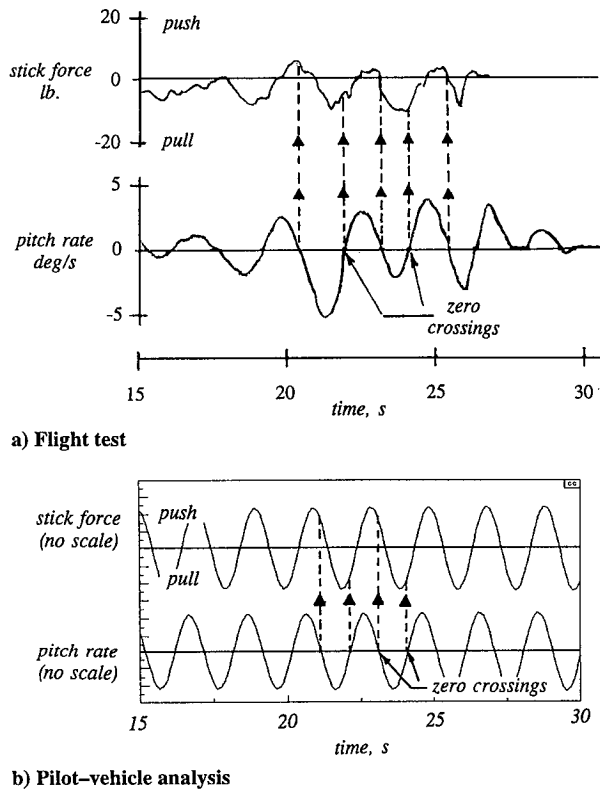 20
push
stick force
lb.
0
-20
pull
5
pitch rate
deg/s
0
-5
zero
crossings
15
20
25
30
time, s
a) Flight test
stick force
(no scale)
push
pull
pitch rate
(no scale)
zero crossings
15
20
25
30
time, s
b) Pilot–vehicle analysis